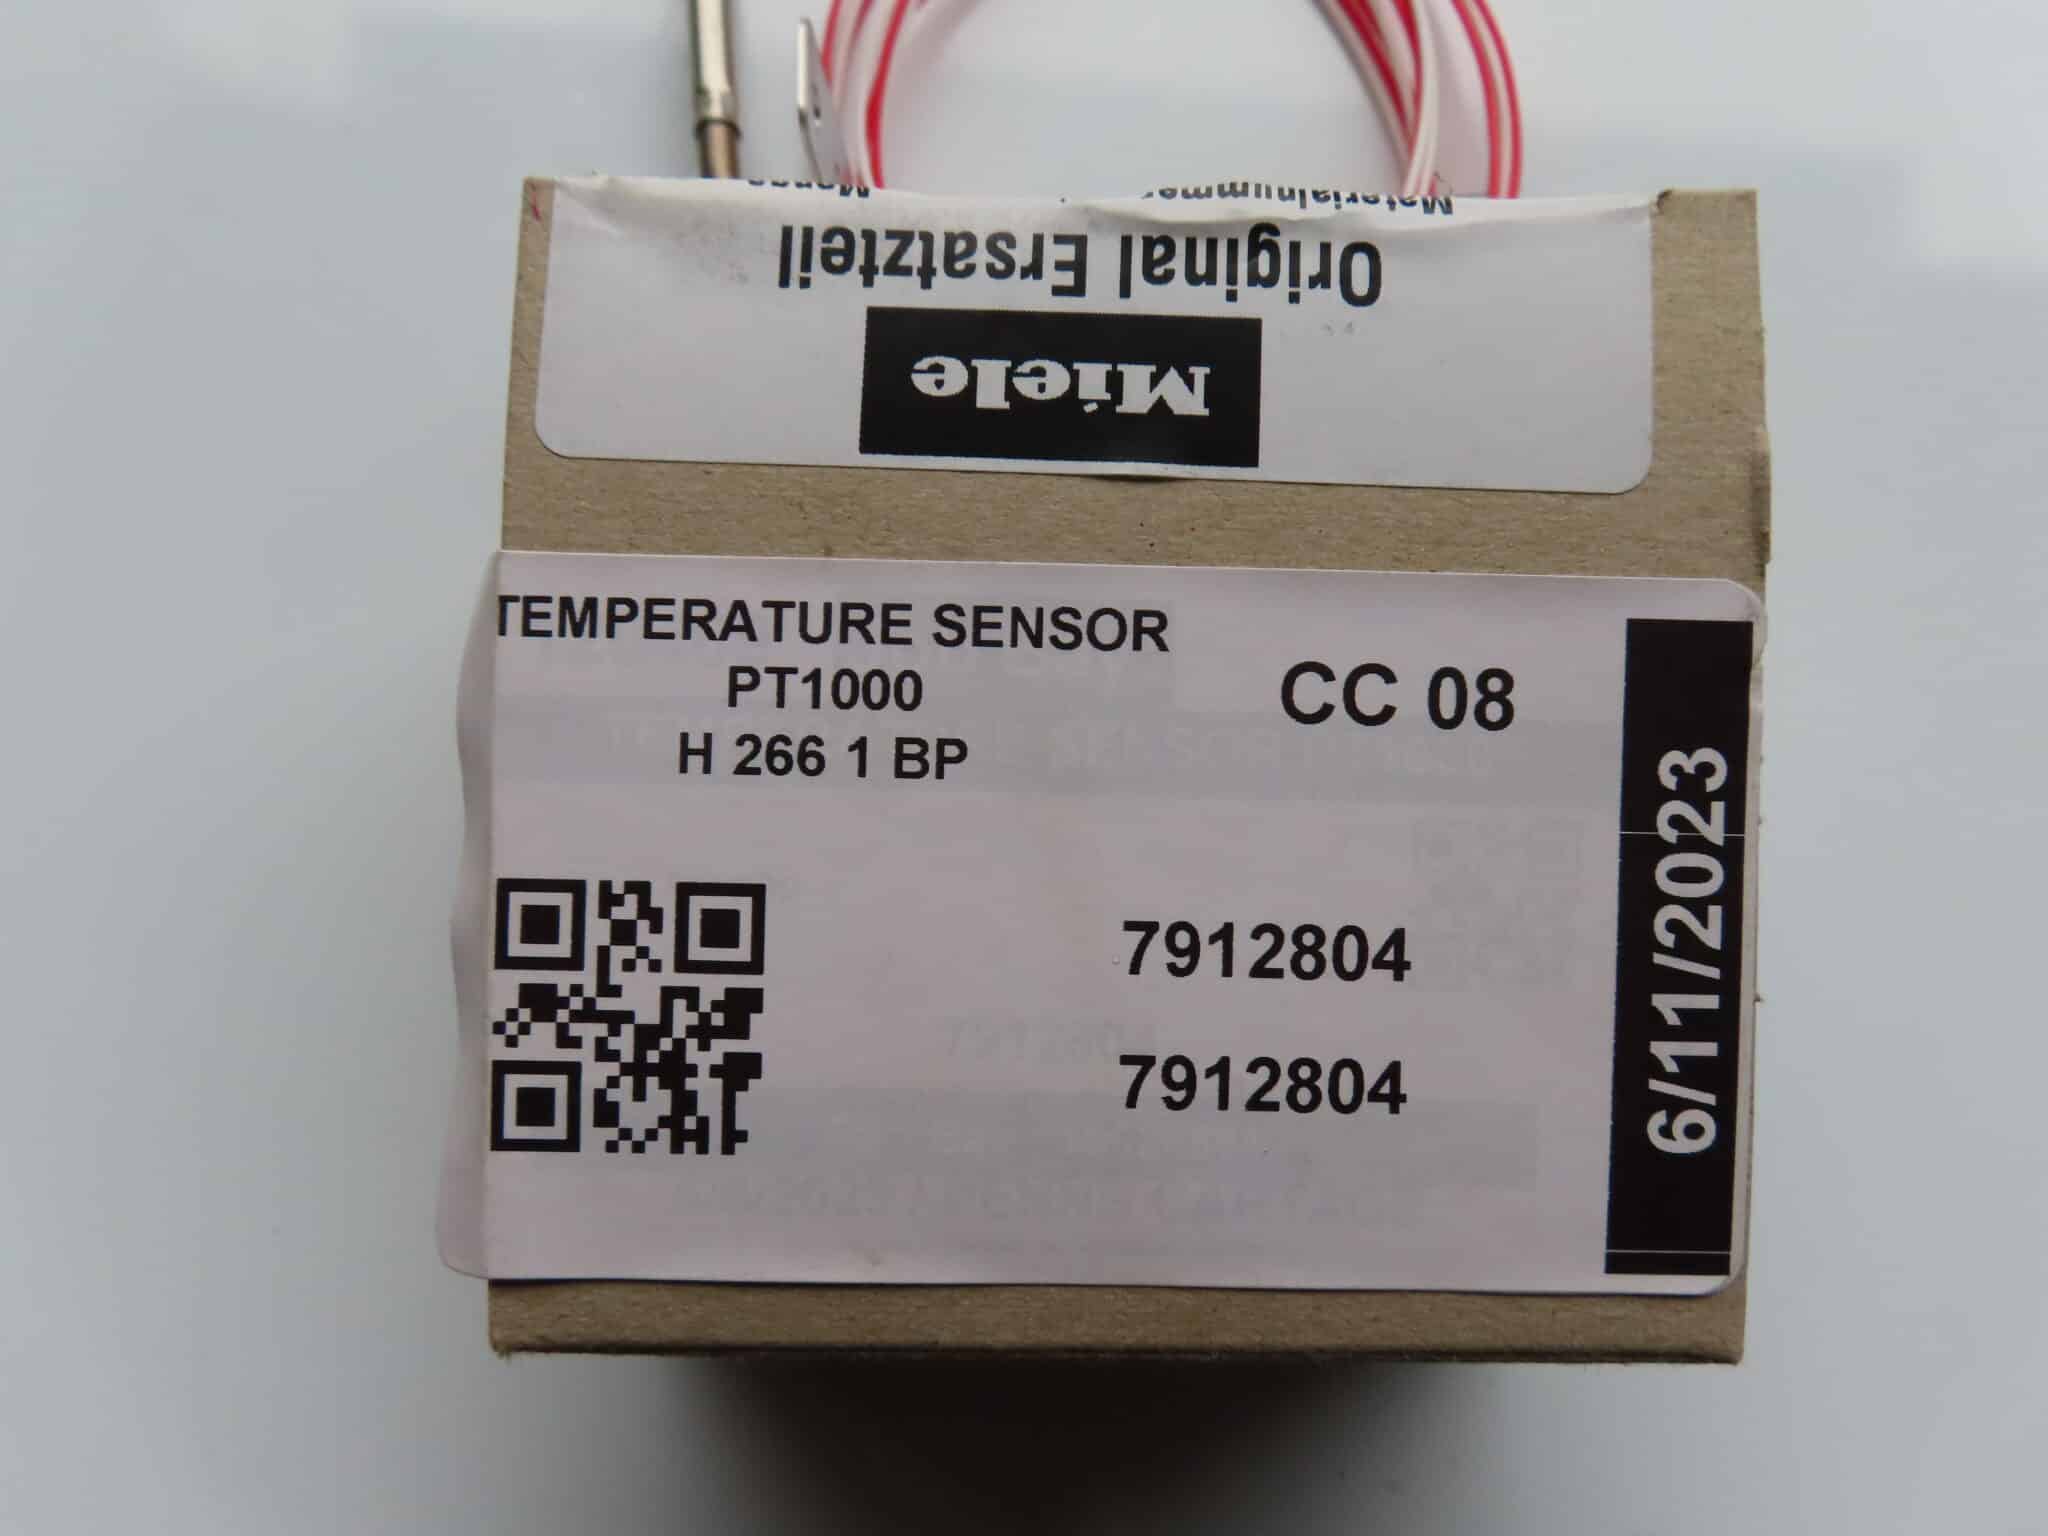 Materialnummer
Original Ersatzteil
Miele
TEMPERATURE SENSOR
PT1000
H 266 1 BP
CC 08
7912804
7912804
6/11/2023